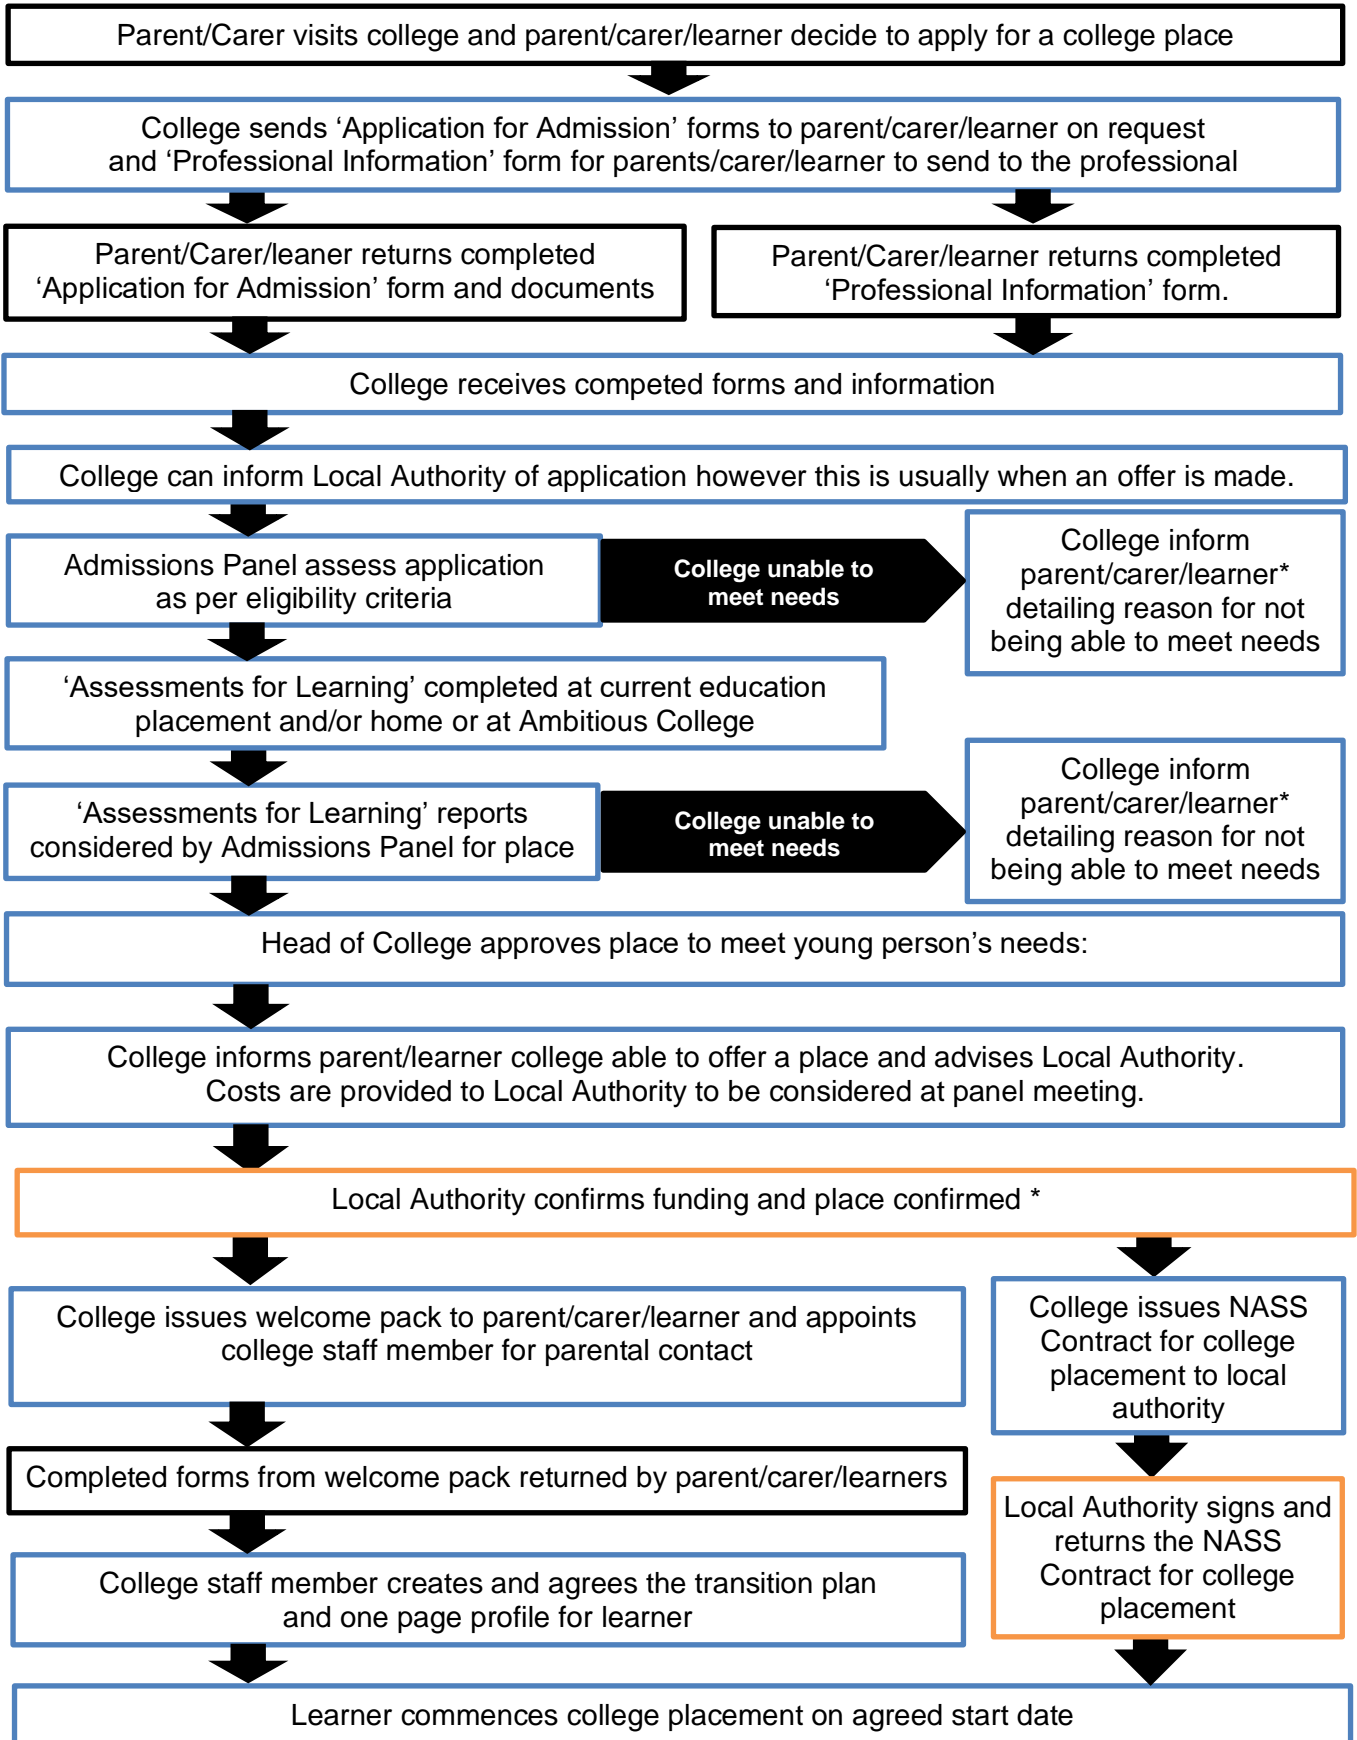 Parent/Carer visits college and parent/carer/learner decide to apply for a college place
College sends ‘Application for Admission’ forms to parent/carer/learner on request
and ‘Professional Information’ form for parents/carer/learner to send to the professional
Parent/Carer/leaner returns completed
‘Application for Admission’ form and documents
Parent/Carer/learner returns completed
‘Professional Information’ form.
College receives competed forms and information
College can inform Local Authority of application however this is usually when an offer is made.
Admissions Panel assess application
as per eligibility criteria
College unable to
meet needs
College inform
parent/carer/learner*
detailing reason for not
being able to meet needs
‘Assessments for Learning’ completed at current education
placement and/or home or at Ambitious College
‘Assessments for Learning’ reports
considered by Admissions Panel for place
College unable to
meet needs
College inform
parent/carer/learner*
detailing reason for not
being able to meet needs
Head of College approves place to meet young person’s needs:
College informs parent/learner college able to offer a place and advises Local Authority.
Costs are provided to Local Authority to be considered at panel meeting.
Local Authority confirms funding and place confirmed *
College issues welcome pack to parent/carer/learner and appoints
college staff member for parental contact
College issues NASS
Contract for college
placement to local
authority
Completed forms from welcome pack returned by parent/carer/learners
Local Authority signs and
returns the NASS
Contract for college
placement
College staff member creates and agrees the transition plan
and one page profile for learner
Learner commences college placement on agreed start date